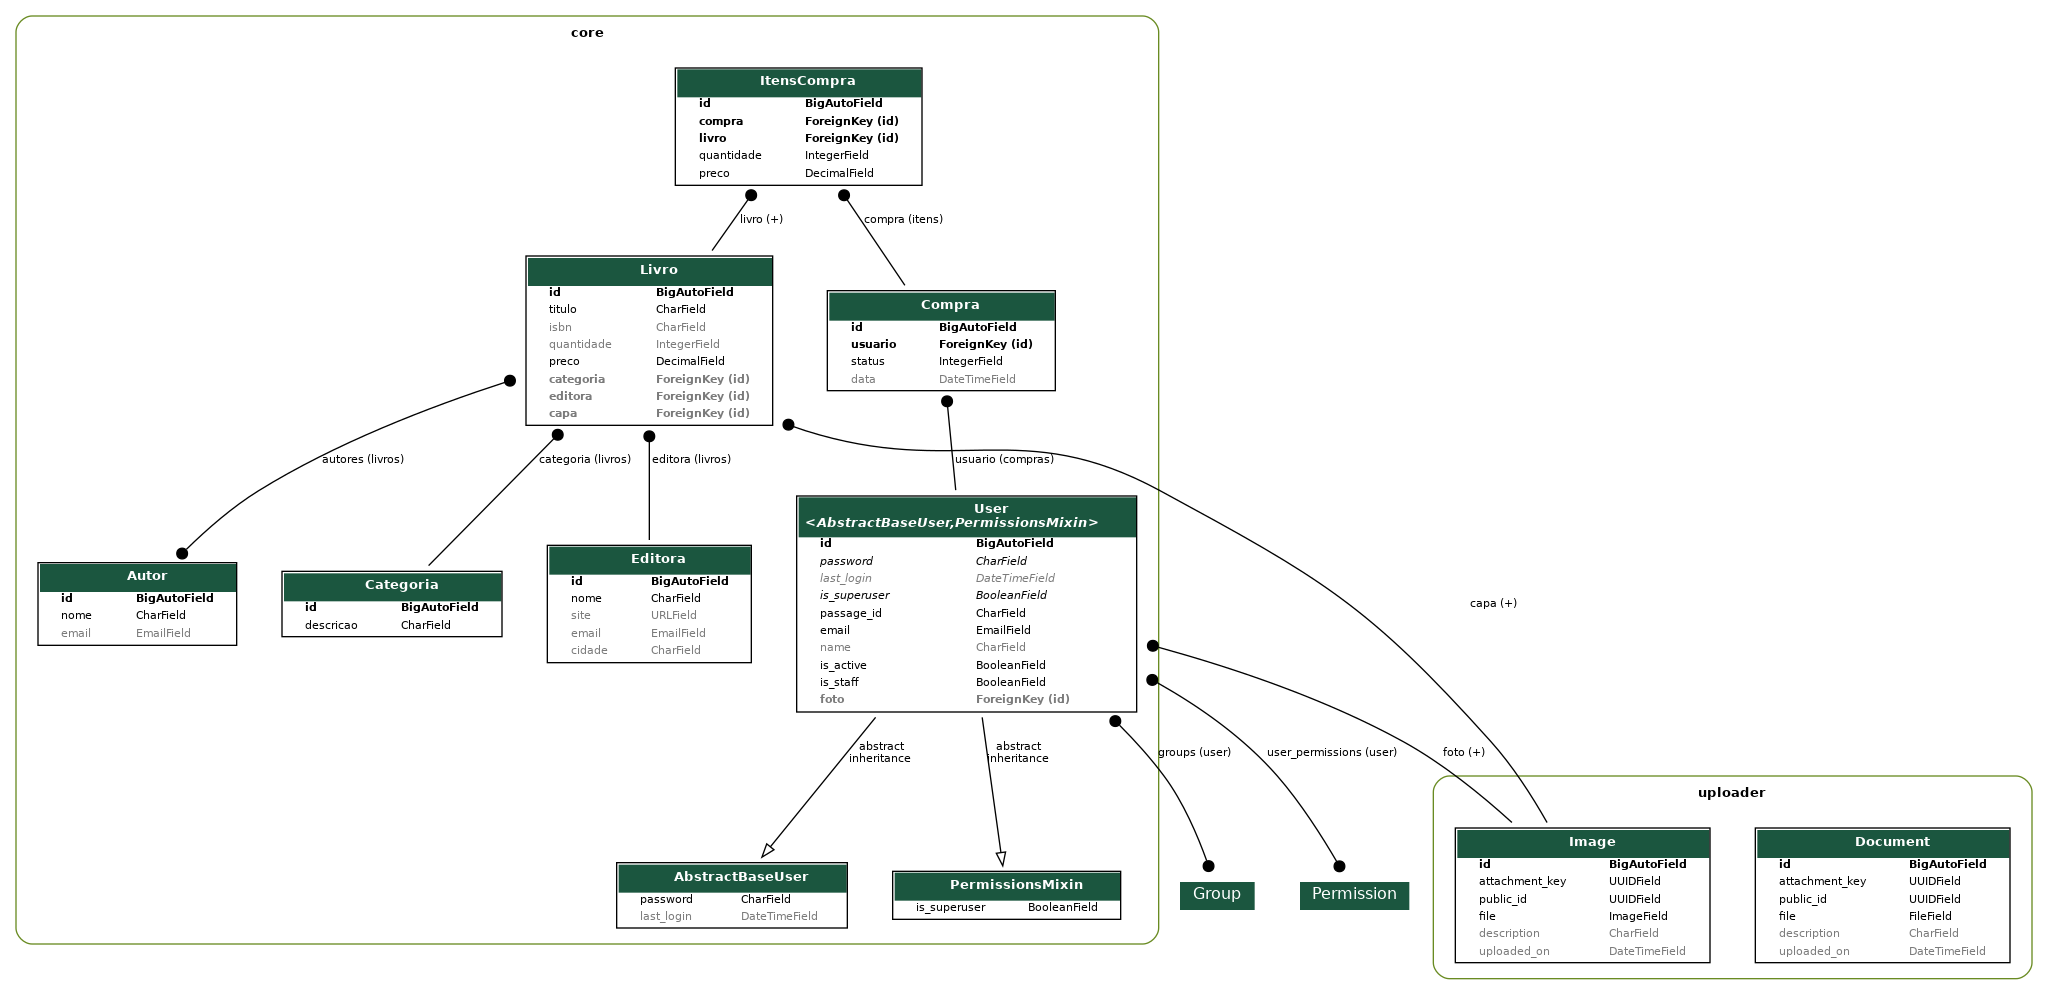 core
ItensCompra
id BigAutoField
compra ForeignKey (id)
livro ForeignKey (id)
quantidade IntegerField
preco DecimalField
livro (+)
compra (itens)
Livro
id BigAutoField
titulo CharField
isbn CharField
quantidade IntegerField
preco DecimalField
categoria ForeignKey (id)
editora ForeignKey (id)
capa ForeignKey (id)
Compra
id BigAutoField
usuario ForeignKey (id)
status IntegerField
data DateTimeField
autores (livros)
categoria (livros)
editora (livros)
usuario (compras)
capa (+)
Autor
id BigAutoField
nome CharField
email EmailField
Categoria
id BigAutoField
descricao CharField
Editora
id BigAutoField
nome CharField
site URLField
email EmailField
cidade CharField
User
<AbstractBaseUser,PermissionsMixin>
id BigAutoField
password CharField
last_login DateTimeField
is_superuser BooleanField
passage_id CharField
email EmailField
name CharField
is_active BooleanField
is_staff BooleanField
foto ForeignKey (id)
abstract
inheritance
abstract
inheritance
groups (user)
user_permissions (user)
foto (+)
AbstractBaseUser
password CharField
last_login DateTimeField
PermissionsMixin
is_superuser BooleanField
Group
Permission
uploader
Image
id BigAutoField
attachment_key UUIDField
public_id UUIDField
file ImageField
description CharField
uploaded_on DateTimeField
Document
id BigAutoField
attachment_key UUIDField
public_id UUIDField
file FileField
description CharField
uploaded_on DateTimeField